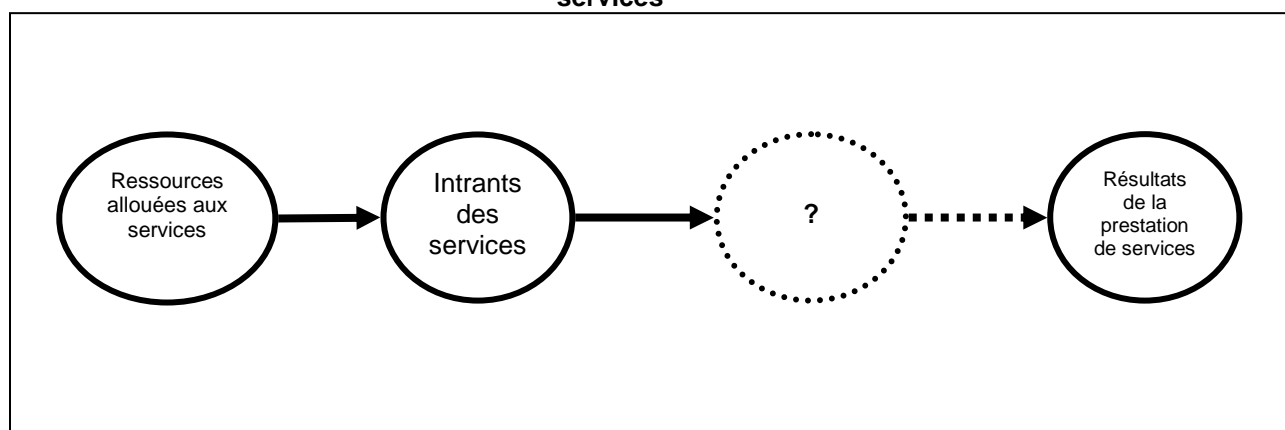 services
Ressources
allouées aux
services
Intrants
des
services
?
Résultats
de la
prestation
de services